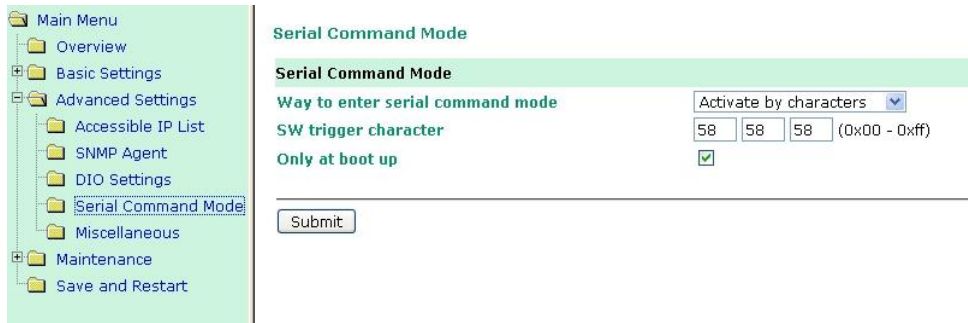 Main Menu
Overview
Basic Settings
Advanced Settings
Accessible IP List
SNMP Agent
DIO Settings
Serial Command Mode
Miscellaneous
Maintenance
Save and Restart
Serial Command Mode
Serial Command Mode
Way to enter serial command mode Activate by characters
SW trigger character 58 58 58 (0x00 - 0xff)
Only at boot up
Submit